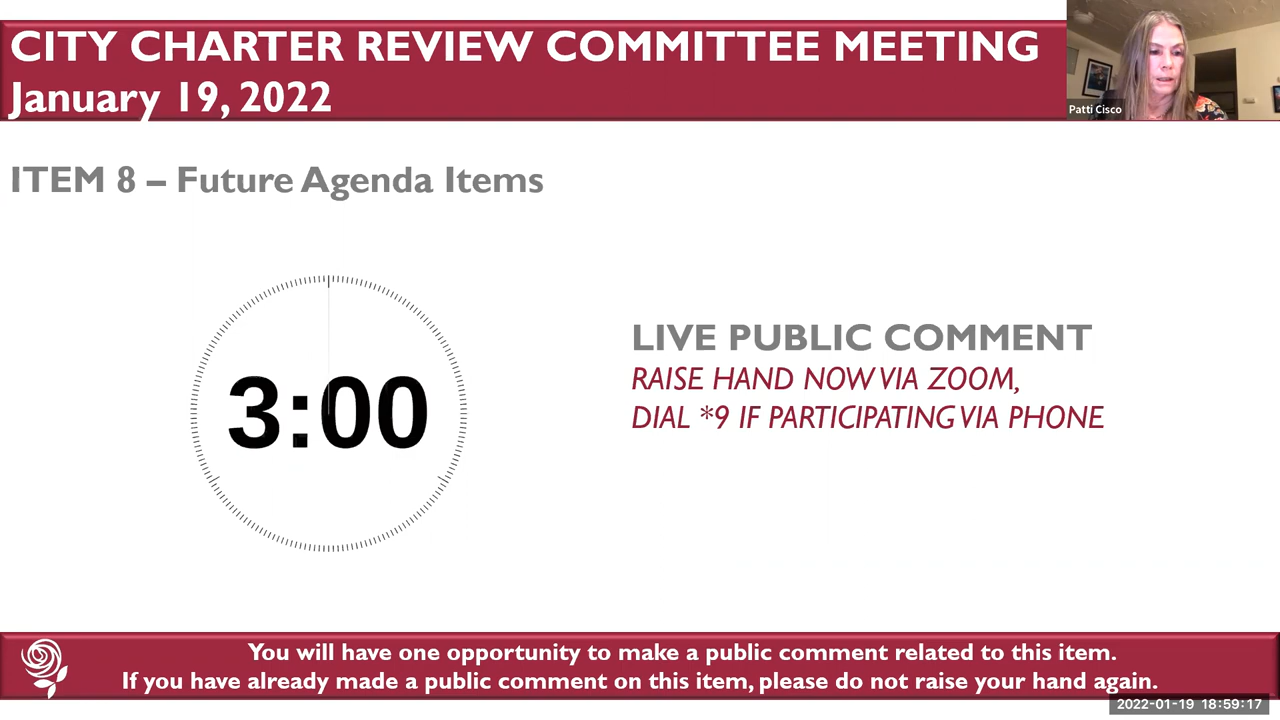 CITY CHARTER REVIEW COMMITTEE MEETING
January 19, 2022
Patti Cisco
ITEM 8 – Future Agenda Items
3:00
LIVE PUBLIC COMMENT
RAISE HAND NOW VIA ZOOM,
DIAL *9 IF PARTICIPATING VIA PHONE
You will have one opportunity to make a public comment related to this item.
If you have already made a public comment on this item, please do not raise your hand again.
2022-01-19 18:59:17